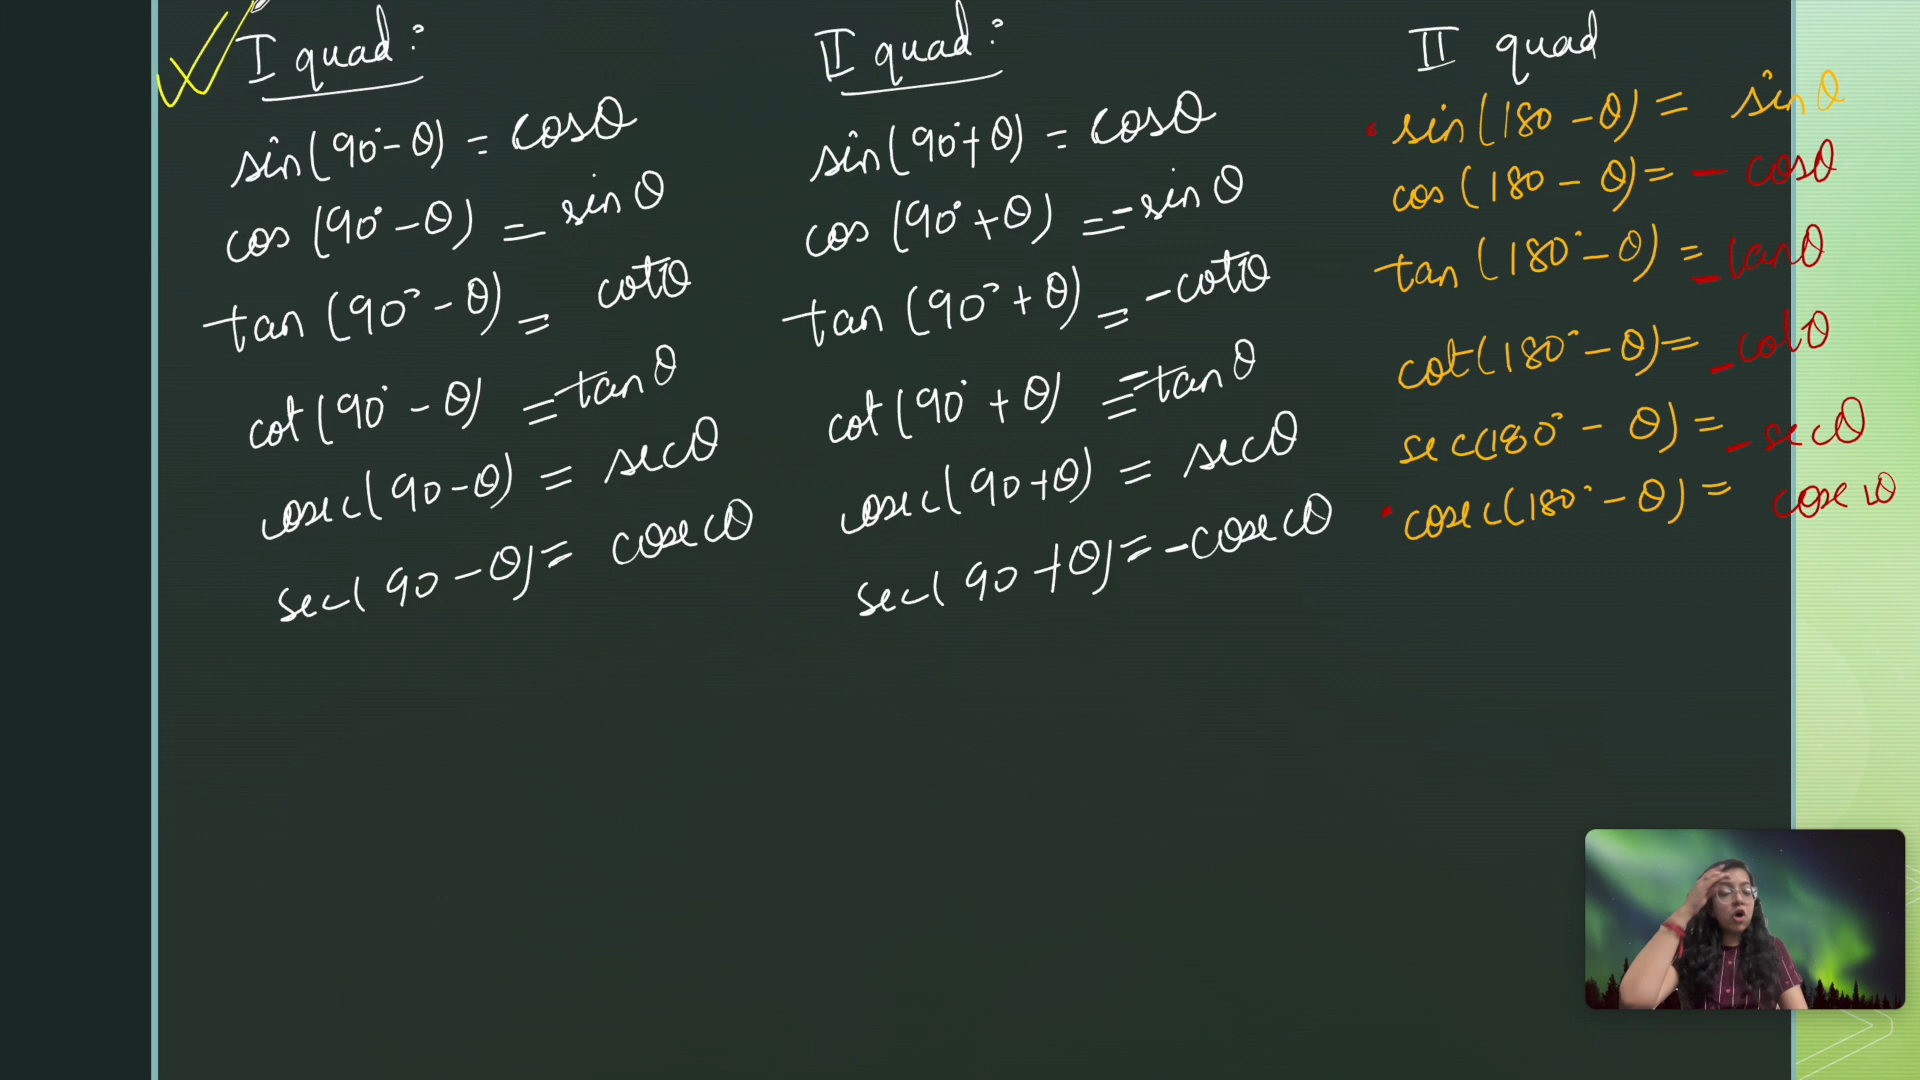 I quad:
sin(90°-θ) = cosθ
cos (90° -θ) = sinθ
tan (90° - θ) = cotθ
cot (90° - θ) = tanθ
cosec(90-θ) = secθ
sec(90 -θ) = cosecθ
II quad:
sin(90°+θ) = cosθ
cos (90° +θ) = -sinθ
tan (90° + θ) = -cotθ
cot (90° + θ) = -tanθ
cosec(90+θ) = secθ
sec(90 +θ) = -cosecθ
II quad
sin(180 -θ) = sinθ
cos (180 - θ) = - cosθ
tan (180° - θ) = -tanθ
cot(180° - θ) = -cotθ
sec(180° - θ) = -secθ
cosec(180° - θ) = cosecθ